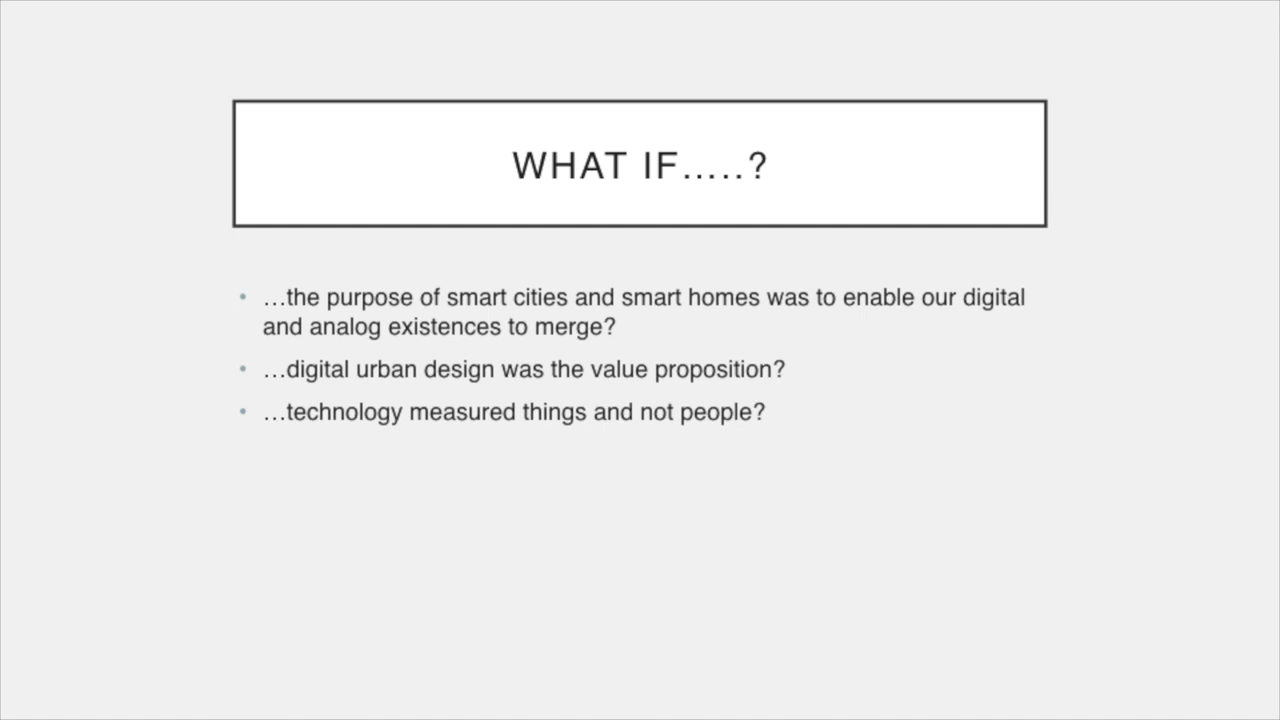 WHAT IF.....?
• ...the purpose of smart cities and smart homes was to enable our digital
and analog existences to merge?
• ...digital urban design was the value proposition?
• ...technology measured things and not people?